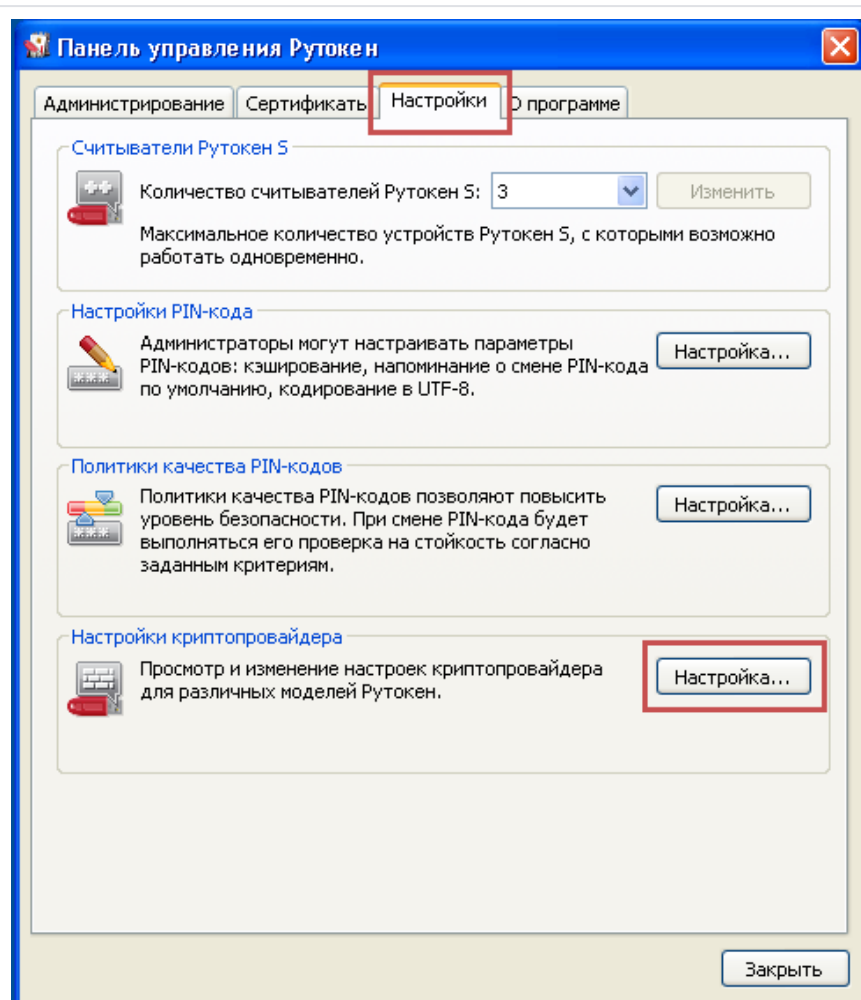 Панель управления Рутокен
Администрирование Сертификаты Настройки О программе
Считыватели Рутокен S
Количество считывателей Рутокен S: 3 Изменить
Максимальное количество устройств Рутокен S, с которыми возможно
работать одновременно.
Настройки PIN-кода
Администраторы могут настраивать параметры
PIN-кодов: кэширование, напоминание о смене PIN-кода
по умолчанию, кодирование в UTF-8.
Настройка...
Политики качества PIN-кодов
Политики качества PIN-кодов позволяют повысить
уровень безопасности. При смене PIN-кода будет
выполняться его проверка на стойкость согласно
заданным критериям.
Настройка...
Настройки криптопровайдера
Просмотр и изменение настроек криптопровайдера
для различных моделей Рутокен.
Настройка...
Закрыть